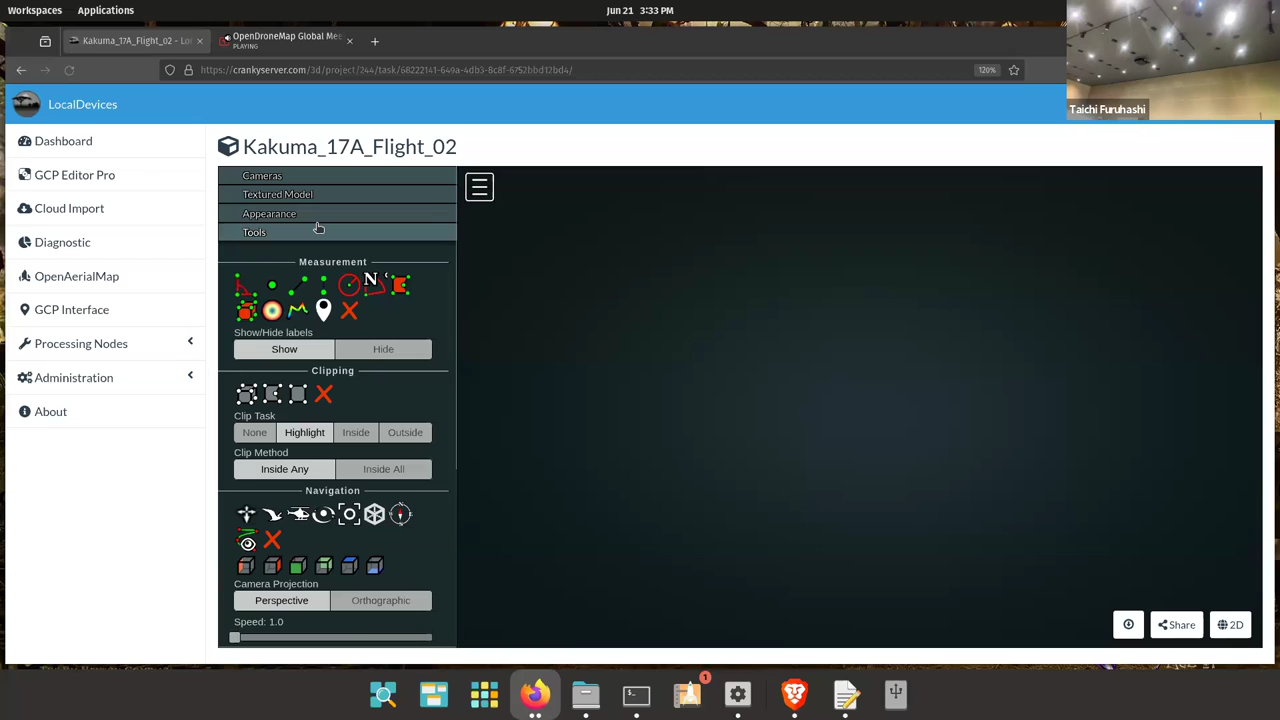 Workspaces
Applications
Jun 21 3:33 PM
Kakuma_17A_Flight_02 - Lo
OpenDroneMap Global Mee
PLAYING
https://crankyserver.com/3d/project/244/task/68222141-649a-4db3-8c8f-6752bbd12bd4/
120%
Taichi Furuhashi
LocalDevices
Dashboard
GCP Editor Pro
Cloud Import
Diagnostic
OpenAerialMap
GCP Interface
Processing Nodes
Administration
About
Kakuma_17A_Flight_02
Cameras
Textured Model
Appearance
Tools
Measurement
N
Show/Hide labels
Show
Hide
Clipping
Clip Task
None
Highlight
Inside
Outside
Clip Method
Inside Any
Inside All
Navigation
Camera Projection
Perspective
Orthographic
Speed: 1.0
Share
2D
1